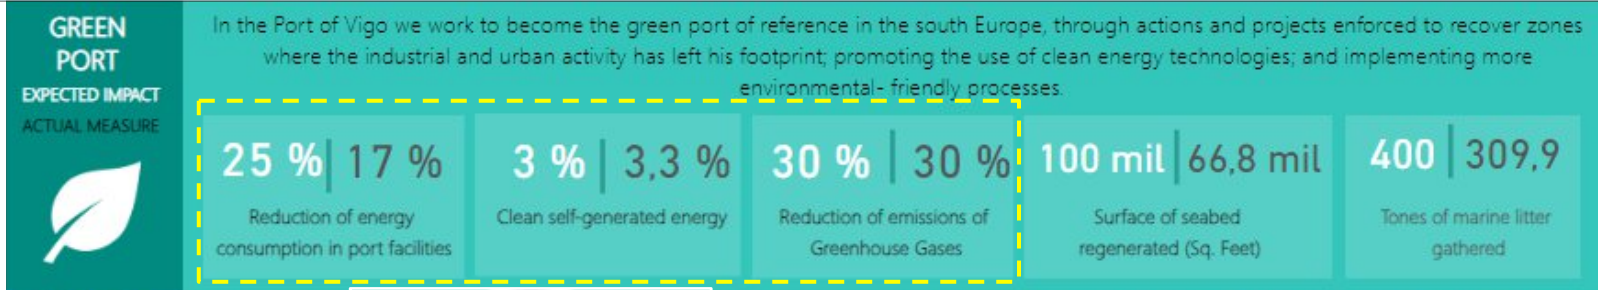 GREEN
PORT
EXPECTED IMPACT
ACTUAL MEASURE
In the Port of Vigo we work to become the green port of reference in the south Europe, through actions and projects enforced to recover zones
where the industrial and urban activity has left his footprint; promoting the use of clean energy technologies; and implementing more
environmental- friendly processes.
25 % 17 %
Reduction of energy
consumption in port facilities
3 % 3,3 %
Clean self-generated energy
30 % 30 %
Reduction of emissions of
Greenhouse Gases
100 mil 66,8 mil
Surface of seabed
regenerated (Sq. Feet)
400 309,9
Tones of marine litter
gathered